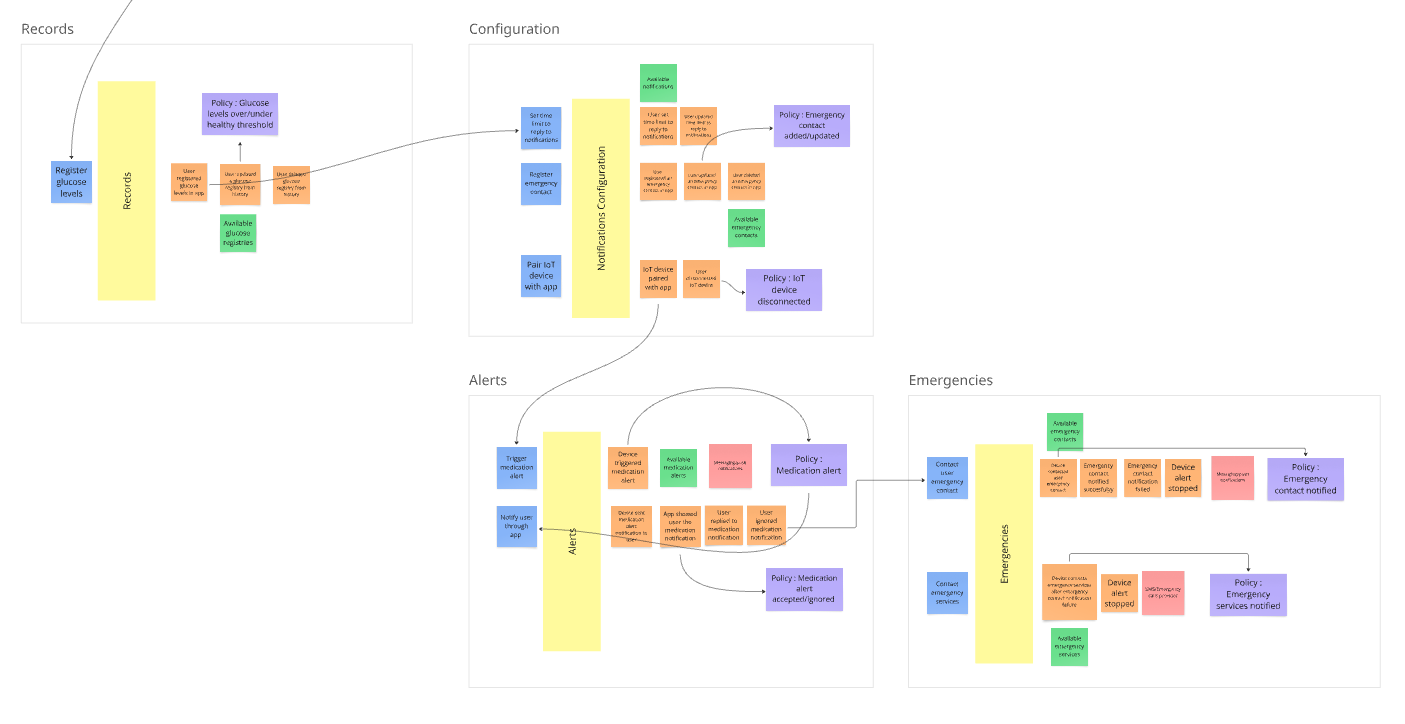 Records
Configuration
Register
glucose
levels
Records
Policy : Glucose
levels over/under
healthy threshold
User
registered
glucose
levels in app
User updated
registry from
history
User deleted
glucose
registry from
history
Available
glucose
registries
Set time
limit to
reply to
notifications
Register
emergency
contact
Pair IoT
device
with app
Notifications Configuration
Available
notifications
User set
time limit to
reply to
notifications
User updated
time limit to
reply to
notifications
Policy : Emergency
contact
added/updated
User
registered an
emergency
contact in app
User updated
an emergency
contact in app
User deleted
an emergency
contact in app
Available
emergency
contacts
IoT device
paired
with app
User
disconnected
IoT device
Policy : IoT
device
disconnected
Alerts
Emergencies
Trigger
medication
alert
Notify user
through
app
Alerts
Device
triggered
medication
alert
Available
medication
alerts
notifications
Policy :
Medication alert
Device sent
medication
alert
notification to
user
App showed
user the
medication
notification
User
replied to
medication
notification
User
ignored
medication
notification
Policy : Medication
alert
accepted/ignored
Contact
user
emergency
contact
Contact
emergency
services
Emergencies
Available
emergency
contacts
Device
contacted
user
emergency
contact
Emergency
contact
notified
succesfully
Emergency
contact
notification
failed
Device
alert
stopped
notifications
Policy :
Emergency
contact notified
Device contacts
emergency services
after emergency
contact notification
failure
Device
alert
stopped
SMS/Emergency
Policy :
Emergency
services notified
Available
emergency
services